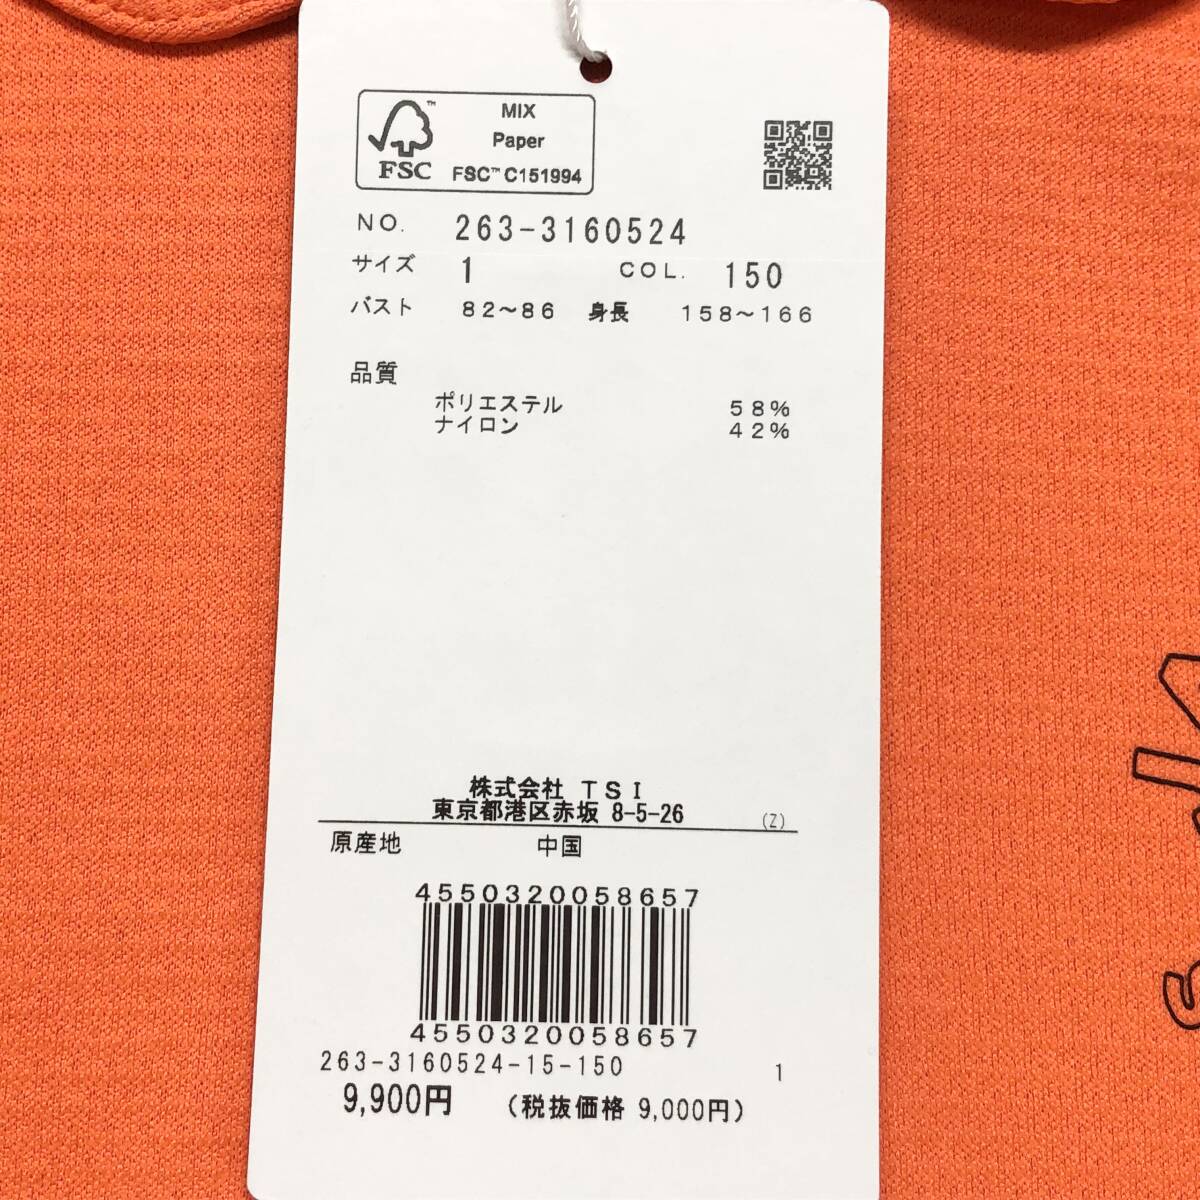 MIX
Paper
FSC™ C151994
FSC
NO. 263-3160524
サイズ 1 COL. 150
バスト 82〜86 身長 158〜166
品質
ポリエステル 58%
ナイロン 42%
株式会社 TSI
東京都港区赤坂 8-5-26 (Z)
原産地 中国
4550320058657
4550320058657
263-3160524-15-150 1
9,900円 (税抜価格 9,000円)